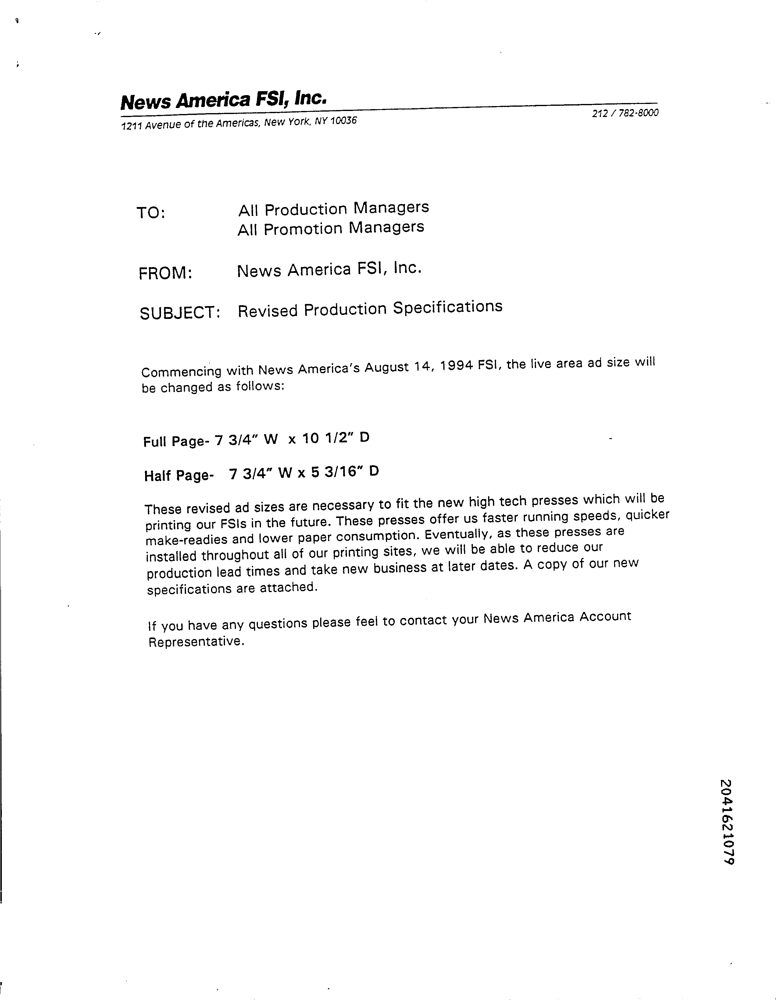 News America FSI, Inc.
1211 Avenue of the Americas, New York, NY 10036
212 / 782-8000
TO: All Production Managers
All Promotion Managers
FROM: News America FSI, Inc.
SUBJECT: Revised Production Specifications
Commencing with News America's August 14, 1994 FSI, the live area ad size will
be changed as follows:
Full Page- 7 3/4" W x 10 1/2" D
Half Page- 7 3/4" W x 5 3/16" D
These revised ad sizes are necessary to fit the new high tech presses which will be
printing our FSIs in the future. These presses offer us faster running speeds, quicker
make-readies and lower paper consumption. Eventually, as these presses are
installed throughout all of our printing sites, we will be able to reduce our
production lead times and take new business at later dates. A copy of our new
specifications are attached.
If you have any questions please feel to contact your News America Account
Representative.
2041621079